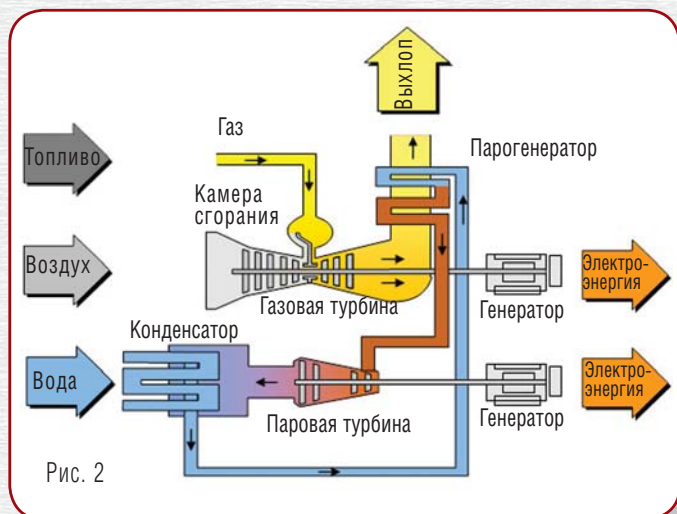 Выхлоп
Газ
Топливо
Парогенератор
Камера
сгорания
Воздух
Электро-
энергия
Газовая турбина
Генератор
Конденсатор
Вода
Электро-
энергия
Паровая турбина
Генератор
Рис. 2